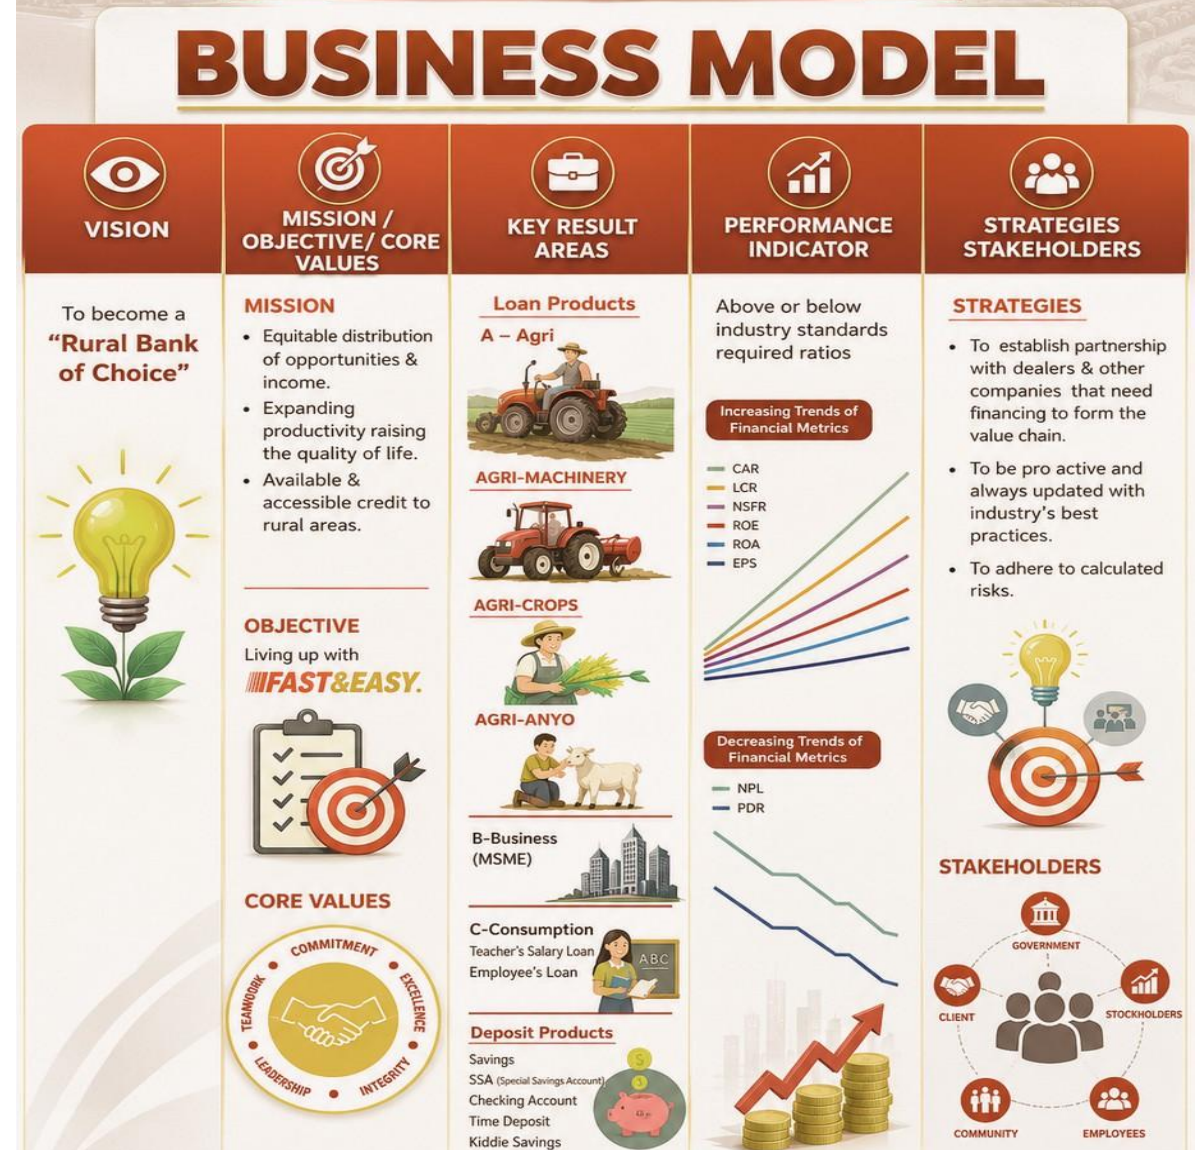 BUSINESS MODEL
VISION
To become a
“Rural Bank
of Choice”
MISSION /
OBJECTIVE/ CORE
VALUES
MISSION
• Equitable distribution
of opportunities &
income.
• Expanding
productivity raising
the quality of life.
• Available &
accessible credit to
rural areas.
OBJECTIVE
Living up with
FAST&EASY.
CORE VALUES
COMMITMENT
EXCELLENCE
INTEGRITY
LEADERSHIP
TEAMWORK
KEY RESULT
AREAS
Loan Products
A – Agri
AGRI-MACHINERY
AGRI-CROPS
AGRI-ANYO
B-Business
(MSME)
C-Consumption
Teacher's Salary Loan
Employee's Loan
ABC
Deposit Products
Savings
SSA (Special Savings Account)
Checking Account
Time Deposit
Kiddie Savings
S
S
PERFORMANCE
INDICATOR
Above or below
industry standards
required ratios
Increasing Trends of
Financial Metrics
CAR
LCR
NSFR
ROE
ROA
EPS
Decreasing Trends of
Financial Metrics
NPL
PDR
STRATEGIES
STAKEHOLDERS
STRATEGIES
• To establish partnership
with dealers & other
companies that need
financing to form the
value chain.
• To be pro active and
always updated with
industry's best
practices.
• To adhere to calculated
risks.
STAKEHOLDERS
GOVERNMENT
CLIENT
STOCKHOLDERS
COMMUNITY
EMPLOYEES